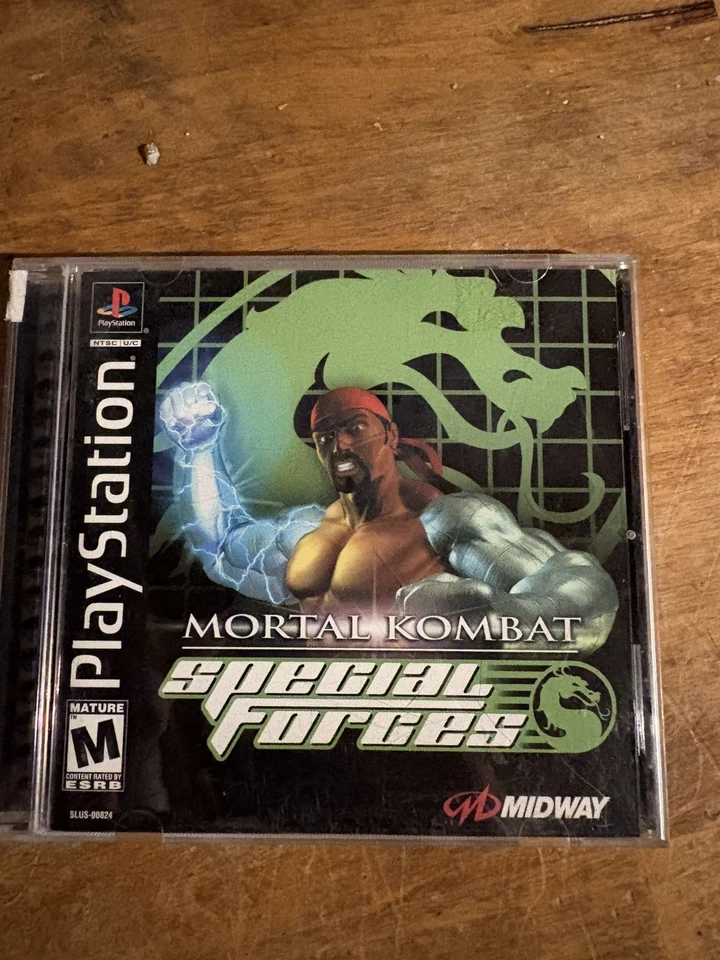 PlayStation
NTSC U/C
PlayStation
MORTAL KOMBAT
SPECIAL
FORCES
MATURE
M
CONTENT RATED BY
ESRB
SLUS-00824
MIDWAY